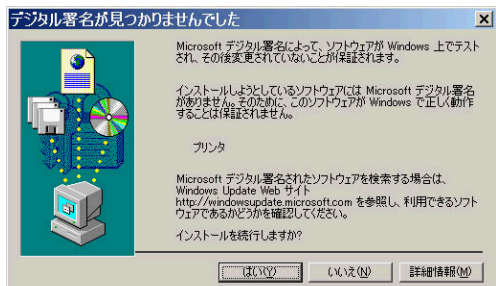 デジタル署名が見つかりませんでした
Microsoft デジタル署名によって、ソフトウェアが Windows 上でテスト
され、その後変更されていないことが保証されます。
インストールしようとしているソフトウェアには Microsoft デジタル署名
がありません。そのために、このソフトウェアが Windows で正しく動作
することは保証されません。
プリンタ
Microsoft デジタル署名されたソフトウェアを検索する場合は、
Windows Update Web サイト
http://windowsupdate.microsoft.com を参照し、利用できるソフト
ウェアであるかどうかを確認してください。
インストールを続行しますか?
はい(Y) いいえ(N) 詳細情報(M)